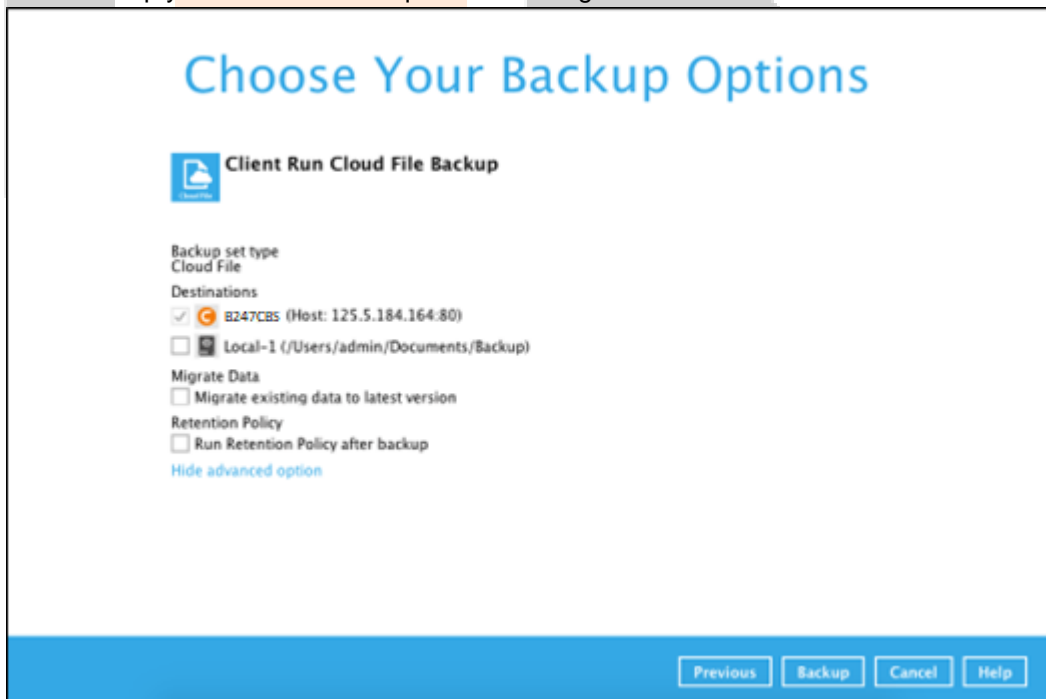 Choose Your Backup Options
Client Run Cloud File Backup
Cloud File
Backup set type
Cloud File
Destinations
B247CBS (Host: 125.5.184.164:80)
Local-1 (/Users/admin/Documents/Backup)
Migrate Data
Migrate existing data to latest version
Retention Policy
Run Retention Policy after backup
Hide advanced option
Previous Backup Cancel Help